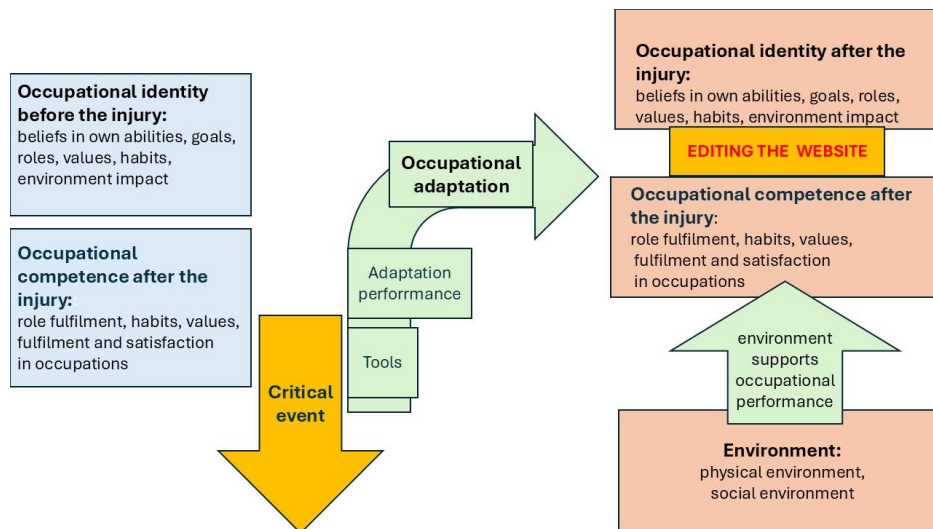 Occupational identity
before the injury:
beliefs in own abilities, goals,
roles, values, habits,
environment impact
Occupational
competence after the
injury:
role fulfilment, habits, values,
fulfilment and satisfaction
in occupations
Critical
event
Occupational
adaptation
Adaptation
performance
Tools
Occupational identity after the
injury:
beliefs in own abilities, goals, roles,
values, habits, environment impact
EDITING THE WEBSITE
Occupational competence after
the injury:
role fulfilment, habits, values,
fulfilment and satisfaction
in occupations
environment
supports
occupational
performance
Environment:
physical environment,
social environment